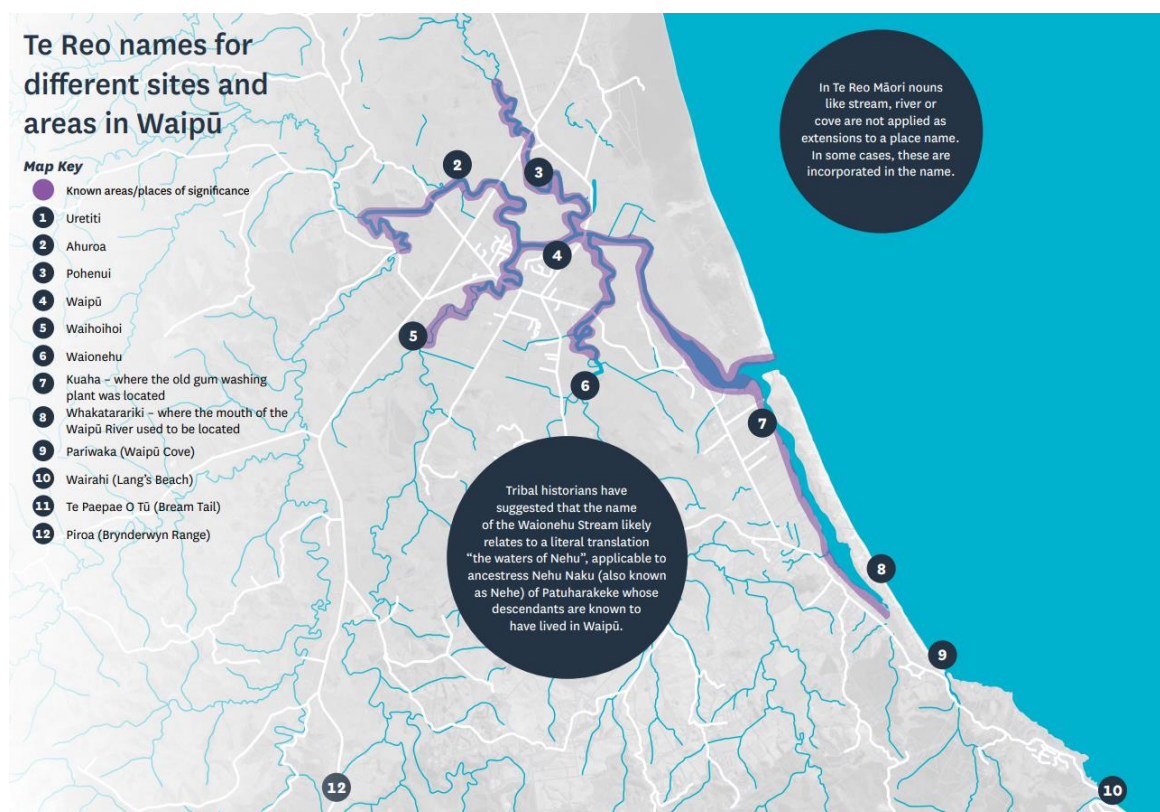 Te Reo names for
different sites and
areas in Waipū
Map Key
Known areas/places of significance
1 Uretiti
2 Ahuroa
3 Pohenui
4 Waipū
5 Waihoihoi
6 Waionehu
7 Kuaha – where the old gum washing
plant was located
8 Whakatarariki – where the mouth of the
Waipū River used to be located
9 Pariwaka (Waipū Cove)
10 Wairahi (Lang's Beach)
11 Te Paepae O Tū (Bream Tail)
12 Piroa (Brynderwyn Range)
In Te Reo Māori nouns
like stream, river or
cove are not applied as
extensions to a place name.
In some cases, these are
incorporated in the name.
2
3
4
5
6
7
Tribal historians have
suggested that the name
of the Waionehu Stream likely
relates to a literal translation
“the waters of Nehu”, applicable to
ancestress Nehu Naku (also known
as Nehe) of Patuharakeke whose
descendants are known to
have lived in Waipū.
8
9
12
10